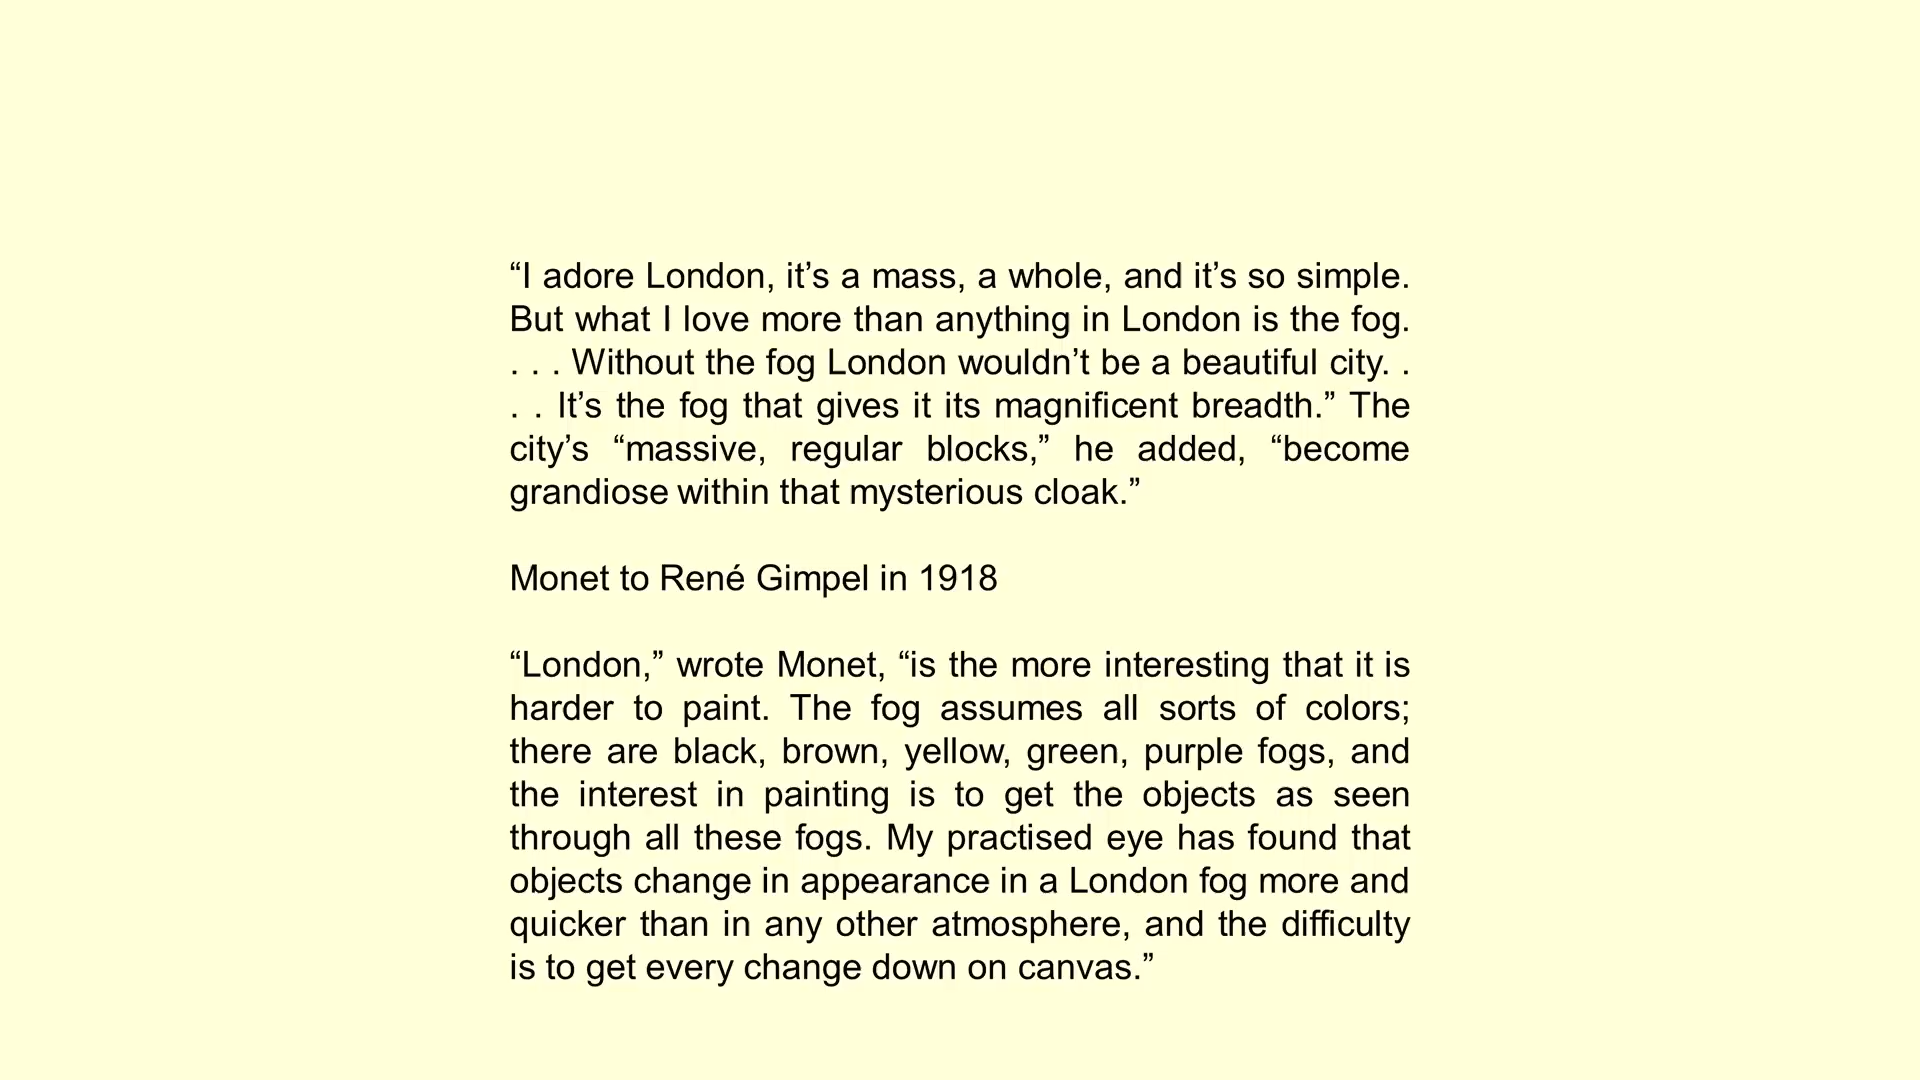 “I adore London, it’s a mass, a whole, and it’s so simple.
But what I love more than anything in London is the fog.
. . . Without the fog London wouldn’t be a beautiful city. .
. . It’s the fog that gives it its magnificent breadth.” The
city’s “massive, regular blocks,” he added, “become
grandiose within that mysterious cloak.”
Monet to René Gimpel in 1918
“London,” wrote Monet, “is the more interesting that it is
harder to paint. The fog assumes all sorts of colors;
there are black, brown, yellow, green, purple fogs, and
the interest in painting is to get the objects as seen
through all these fogs. My practised eye has found that
objects change in appearance in a London fog more and
quicker than in any other atmosphere, and the difficulty
is to get every change down on canvas.”